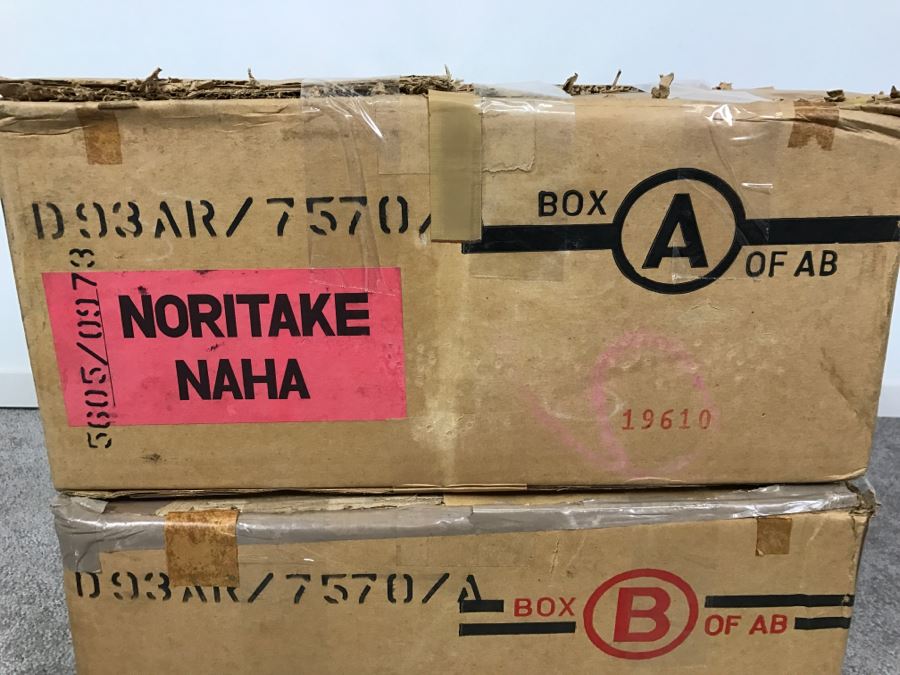 D93AR/7570/
BOX A OF AB
5605/0973
NORITAKE
NAHA
19610
D93AR/7570/A
BOX B OF AB